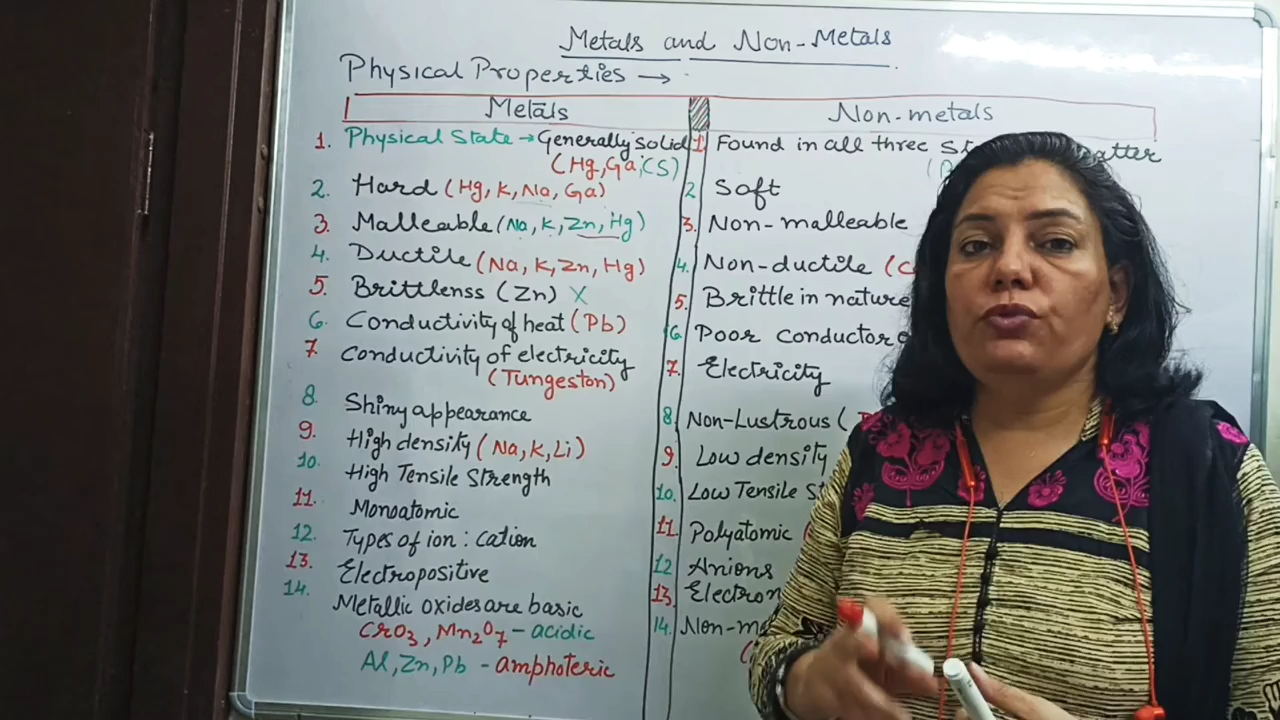 Metals and Non-Metals
Physical Properties →
Metals
Non-metals
1. Physical State → Generally solid
(Hg, Ga, CS)
2. Hard (Hg, K, Na, Ga)
3. Malleable (Na, K, Zn, Hg)
4. Ductile (Na, K, Zn, Hg)
5. Brittlenss (Zn) X
6. Conductivity of heat (Pb)
7. Conductivity of electricity
(Tungeston)
8. Shiny appearance
9. High density (Na, K, Li)
10. High Tensile Strength
11. Monoatomic
12. Types of ion : cation
13. Electropositive
14. Metallic oxides are basic
CrO3, Mn2O7 - acidic
Al, Zn, Pb - amphoteric
1. Found in all three
2 Soft
3. Non-malleable
4. Non-ductile
5. Brittle in nature
6. Poor conductor
7. Electricity
8. Non-Lustrous (
9. Low density
10. Low Tensile
11. Polyatomic
12 Anions
13.
14.